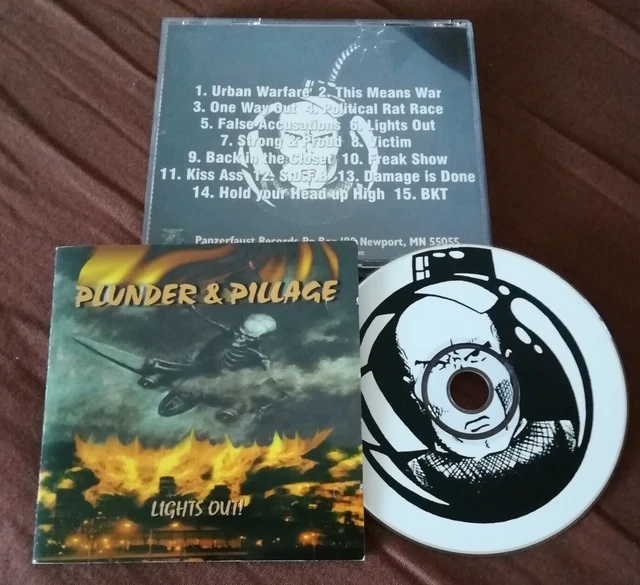 1. Urban Warfare 2. This Means War
3. One Way Out 4. Political Rat Race
5. False Accusations 6. Lights Out
7. Strong & Proud 8. Victim
9. Back in the Closet 10. Freak Show
11. Kiss Ass 12. S.O.F.B 13. Damage is Done
14. Hold your Head up High 15. BKT
Panzerfaust Records Po Box 188 Newport, MN 55055
PLUNDER & PILLAGE
LIGHTS OUT!